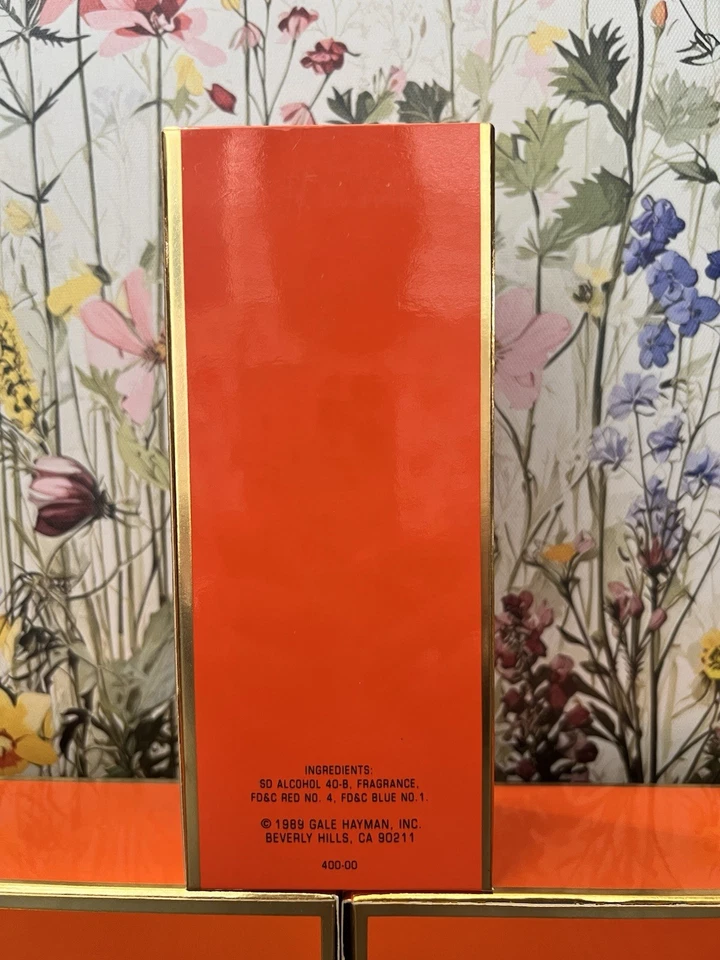 INGREDIENTS:
SD ALCOHOL 40-B, FRAGRANCE,
FD&C RED NO. 4, FD&C BLUE NO.1.
© 1989 GALE HAYMAN, INC.
BEVERLY HILLS, CA 90211
400-00